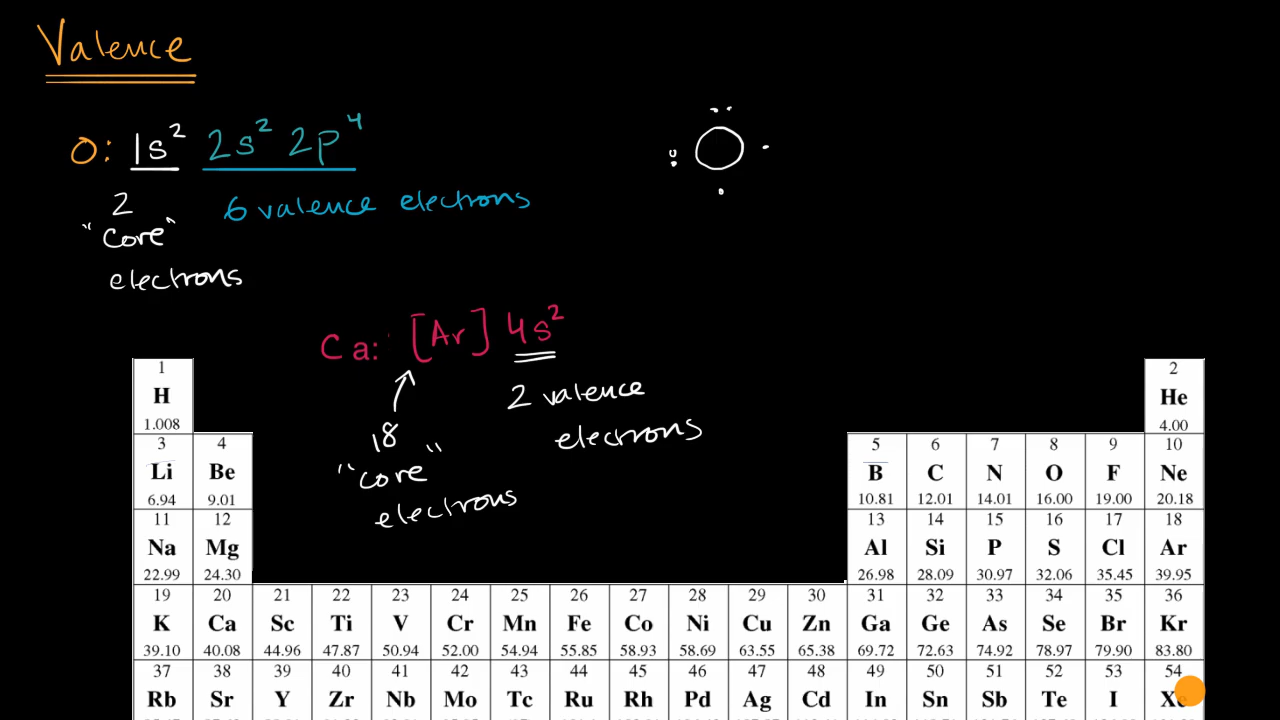 Valence
O: 1s² 2s² 2p⁴
2 6 valence electrons
"core"
electrons
Ca: [Ar] 4s²
2 valence
electrons
18
"core"
electrons
1 2
H He
1.008 4.00
3 4 5 6 7 8 9 10
Li Be B C N O F Ne
6.94 9.01 10.81 12.01 14.01 16.00 19.00 20.18
11 12 13 14 15 16 17 18
Na Mg Al Si P S Cl Ar
22.99 24.30 26.98 28.09 30.97 32.06 35.45 39.95
19 20 21 22 23 24 25 26 27 28 29 30 31 32 33 34 35 36
K Ca Sc Ti V Cr Mn Fe Co Ni Cu Zn Ga Ge As Se Br Kr
39.10 40.08 44.96 47.87 50.94 52.00 54.94 55.85 58.93 58.69 63.55 65.38 69.72 72.63 74.92 78.97 79.90 83.80
37 38 39 40 41 42 43 44 45 46 47 48 49 50 51 52 53 54
Rb Sr Y Zr Nb Mo Tc Ru Rh Pd Ag Cd In Sn Sb Te I Xe